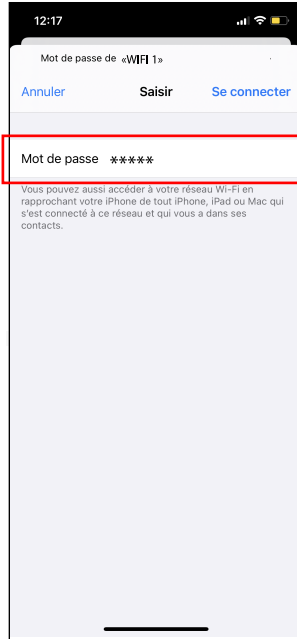 12:17
Mot de passe de «WIFI 1»
Annuler Saisir Se connecter
Mot de passe *****
Vous pouvez aussi accéder à votre réseau Wi-Fi en
rapprochant votre iPhone de tout iPhone, iPad ou Mac qui
s'est connecté à ce réseau et qui vous a dans ses
contacts.